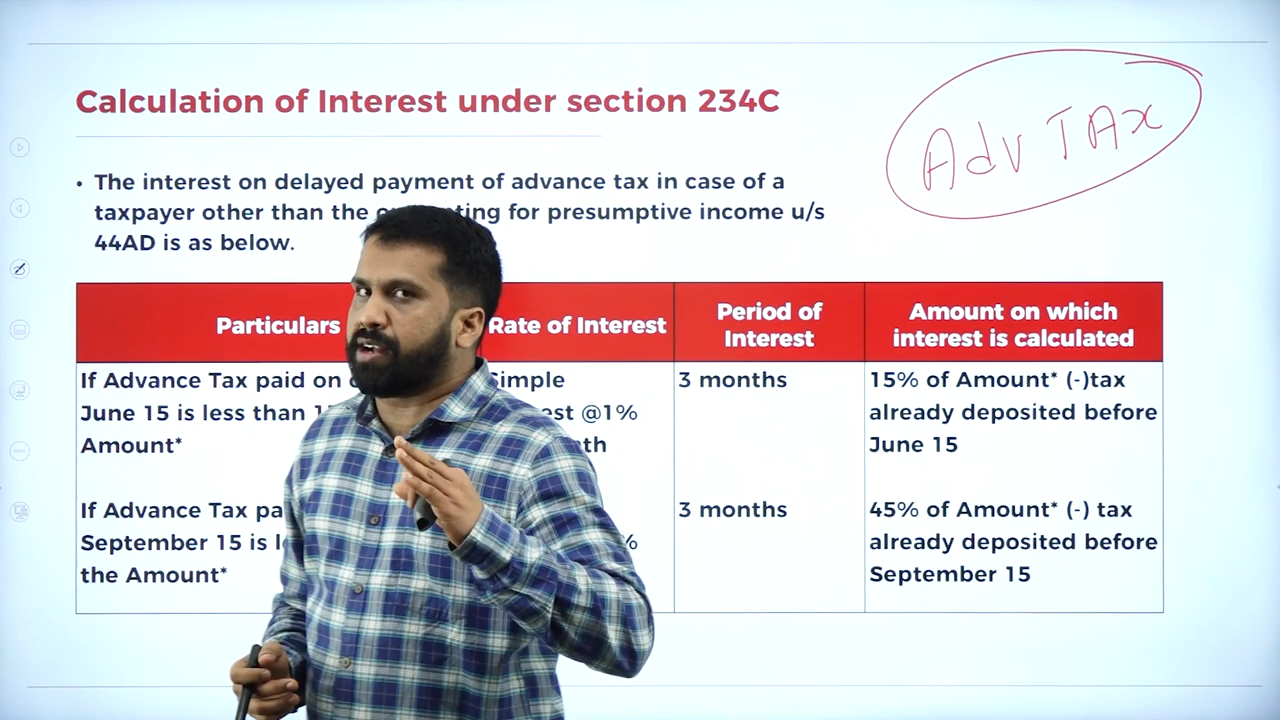 Calculation of Interest under section 234C
Adv TAx
• The interest on delayed payment of advance tax in case of a
taxpayer other than the for presumptive income u/s
44AD is as below.
Particulars
Rate of Interest
Period of
Interest
Amount on which
interest is calculated
If Advance Tax paid on
June 15 is less than
Amount*
Simple
@1%
3 months
15% of Amount* (-)tax
already deposited before
June 15
If Advance Tax
September 15 is
the Amount*
%
3 months
45% of Amount* (-) tax
already deposited before
September 15